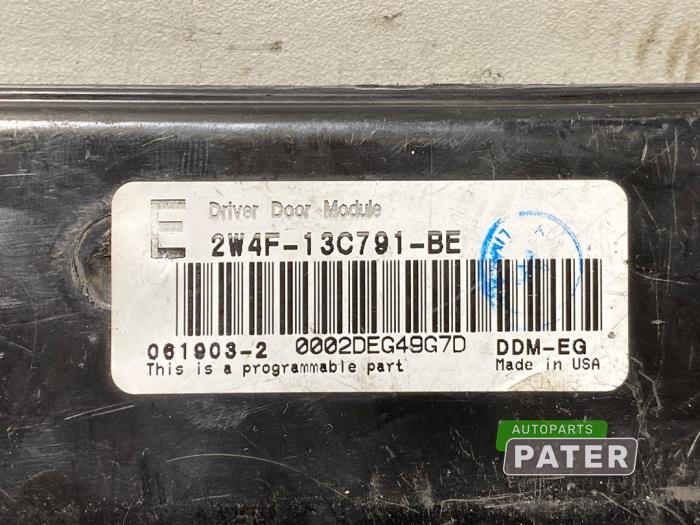 E
Driver Door Module
2W4F-13C791-BE
061903-2 0002DEG49G7D DDM-EG
This is a programmable part Made in USA
AUTOPARTS
PATER